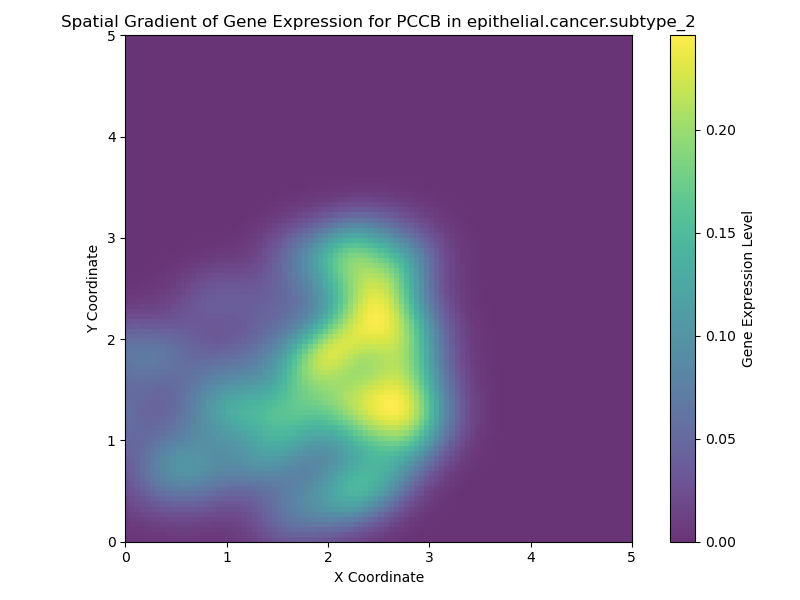 Spatial Gradient of Gene Expression for PCCB in epithelial.cancer.subtype_2
5
4
3
2
1
0
Y Coordinate
0 1 2 3 4 5
X Coordinate
0.20
0.15
0.10
0.05
0.00
Gene Expression Level